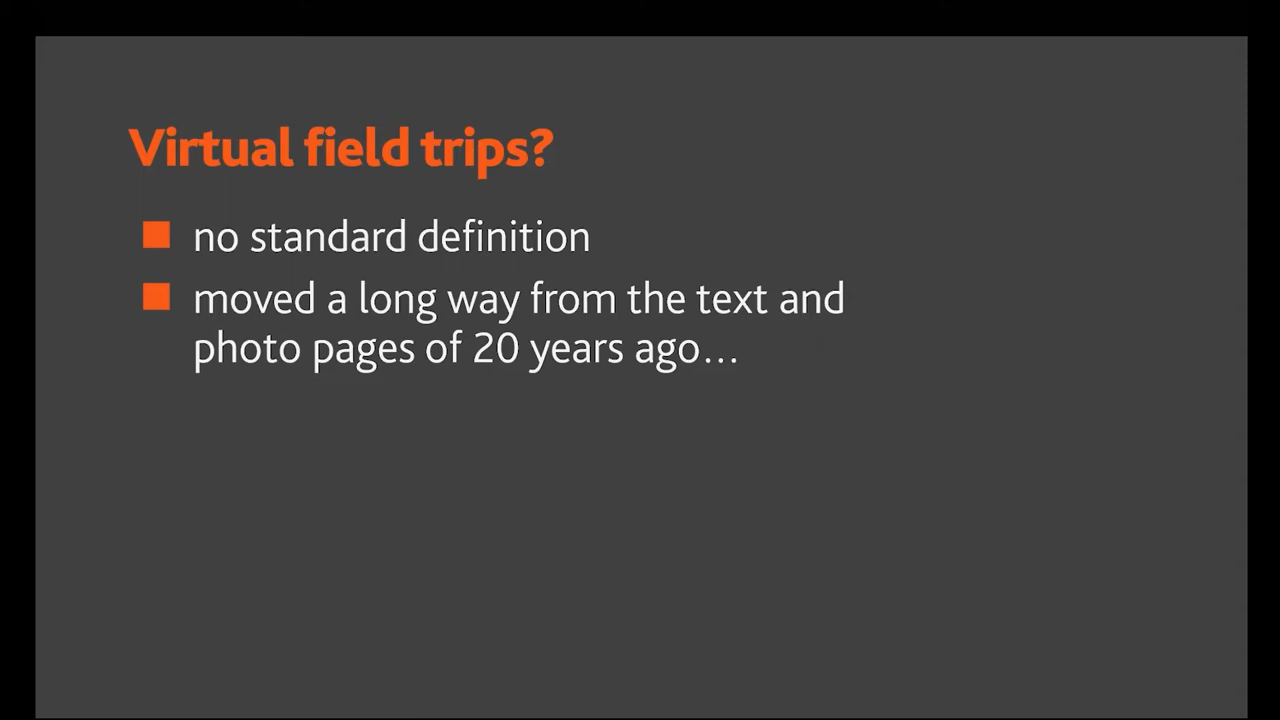 Virtual field trips?
no standard definition
moved a long way from the text and
photo pages of 20 years ago…